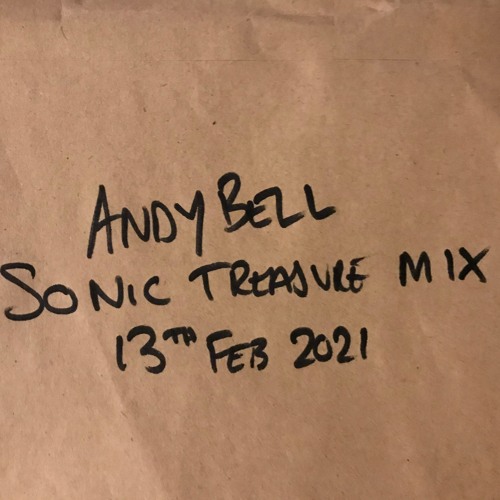 ANDY BELL
SONIC TREASURE MIX
13TH FEB 2021